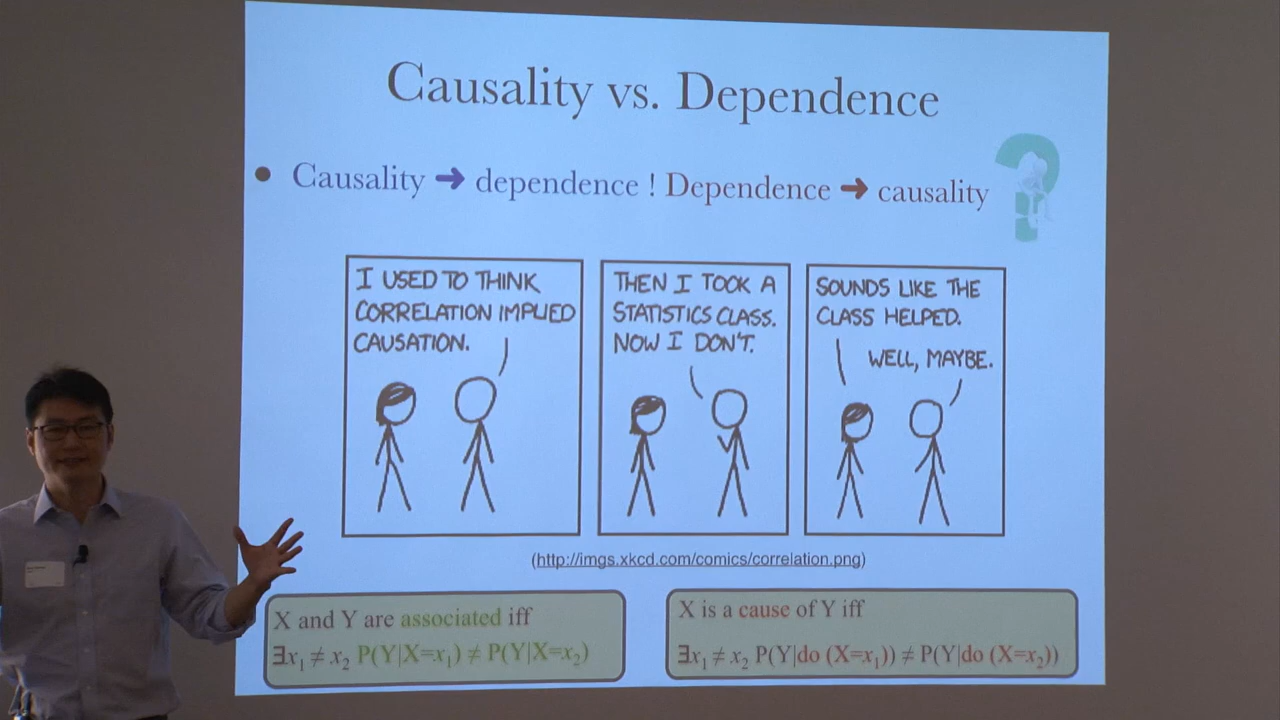 Causality vs. Dependence
• Causality → dependence ! Dependence → causality ?
I USED TO THINK
CORRELATION IMPLIED
CAUSATION.
THEN I TOOK A
STATISTICS CLASS.
NOW I DON'T.
SOUNDS LIKE THE
CLASS HELPED.
WELL, MAYBE.
(http://imgs.xkcd.com/comics/correlation.png)
X and Y are associated iff
∃x₁ ≠ x₂ P(Y|X=x₁) ≠ P(Y|X=x₂)
X is a cause of Y iff
∃x₁ ≠ x₂ P(Y|do (X=x₁)) ≠ P(Y|do (X=x₂))